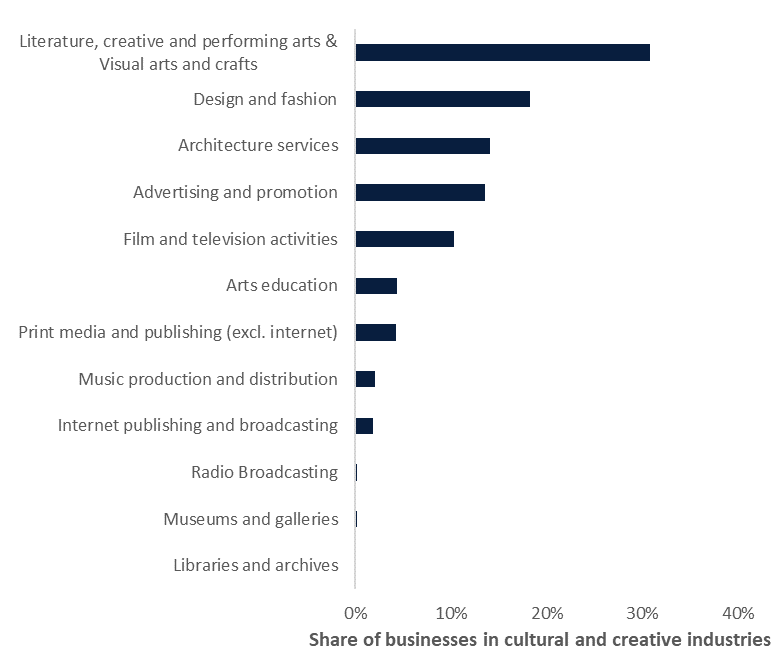 Literature, creative and performing arts &
Visual arts and crafts
Design and fashion
Architecture services
Advertising and promotion
Film and television activities
Arts education
Print media and publishing (excl. internet)
Music production and distribution
Internet publishing and broadcasting
Radio Broadcasting
Museums and galleries
Libraries and archives
0% 10% 20% 30% 40%
Share of businesses in cultural and creative industries